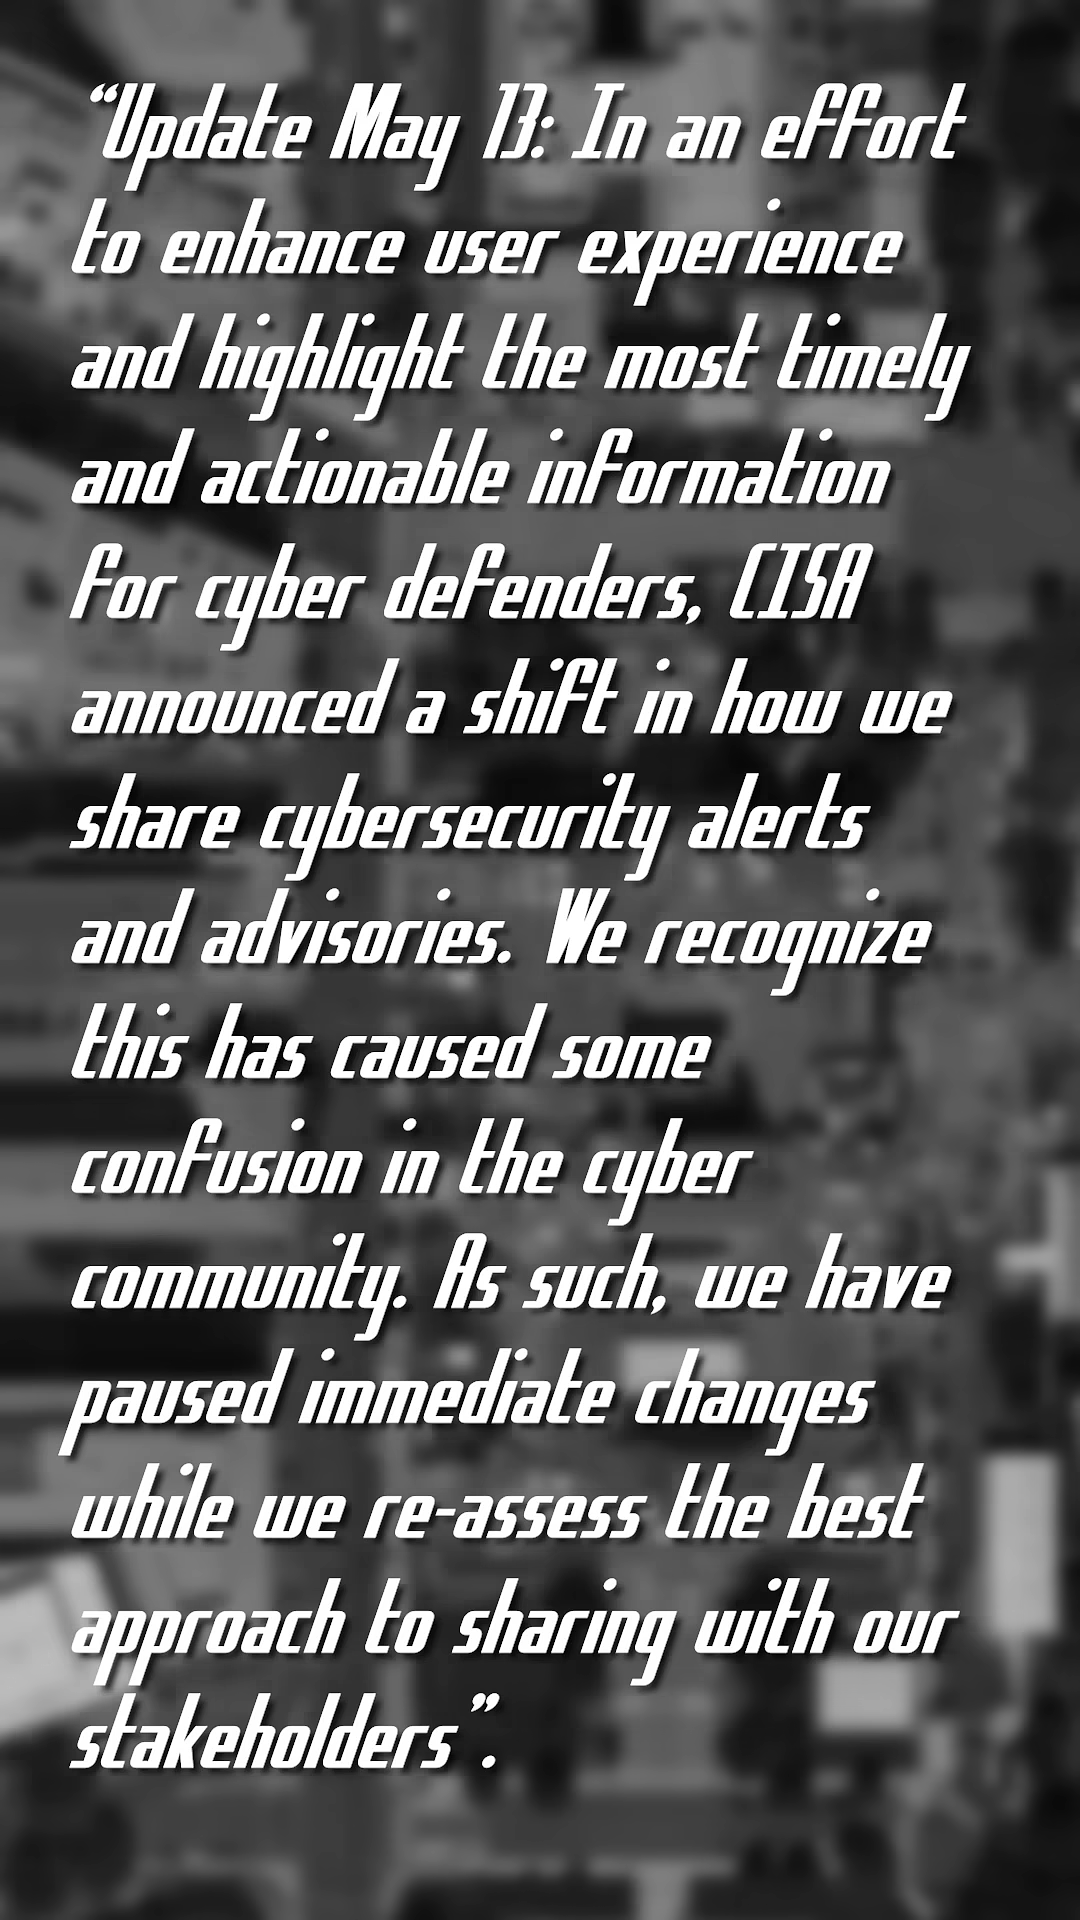 “Update May 13: In an effort
to enhance user experience
and highlight the most timely
and actionable information
for cyber defenders, CISA
announced a shift in how we
share cybersecurity alerts
and advisories. We recognize
this has caused some
confusion in the cyber
community. As such, we have
paused immediate changes
while we re-assess the best
approach to sharing with our
stakeholders”.